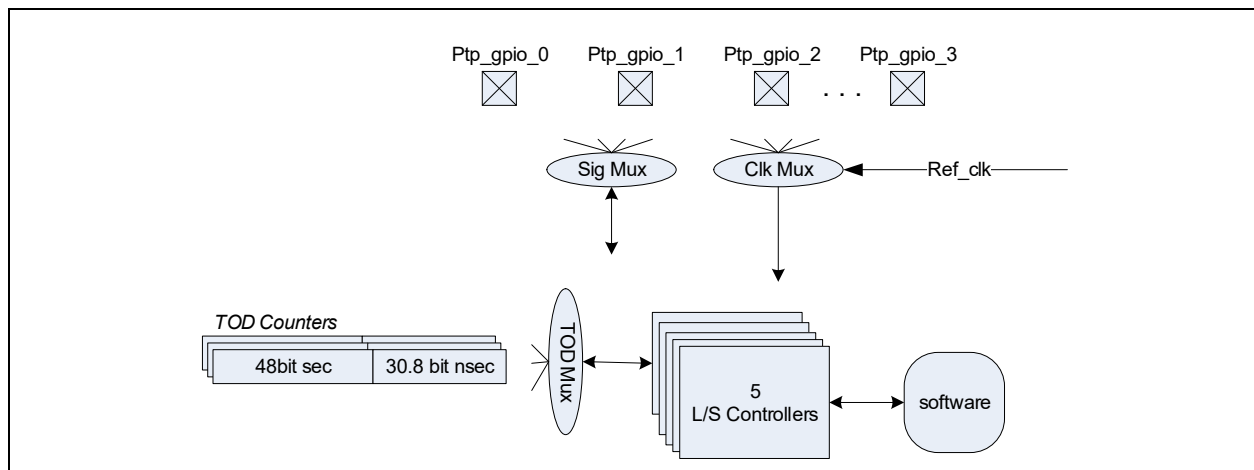 Ptp_gpio_0 Ptp_gpio_1 Ptp_gpio_2 Ptp_gpio_3
. . .
Sig Mux Clk Mux Ref_clk
TOD Counters
48bit sec 30.8 bit nsec
TOD Mux
5
L/S Controllers
software